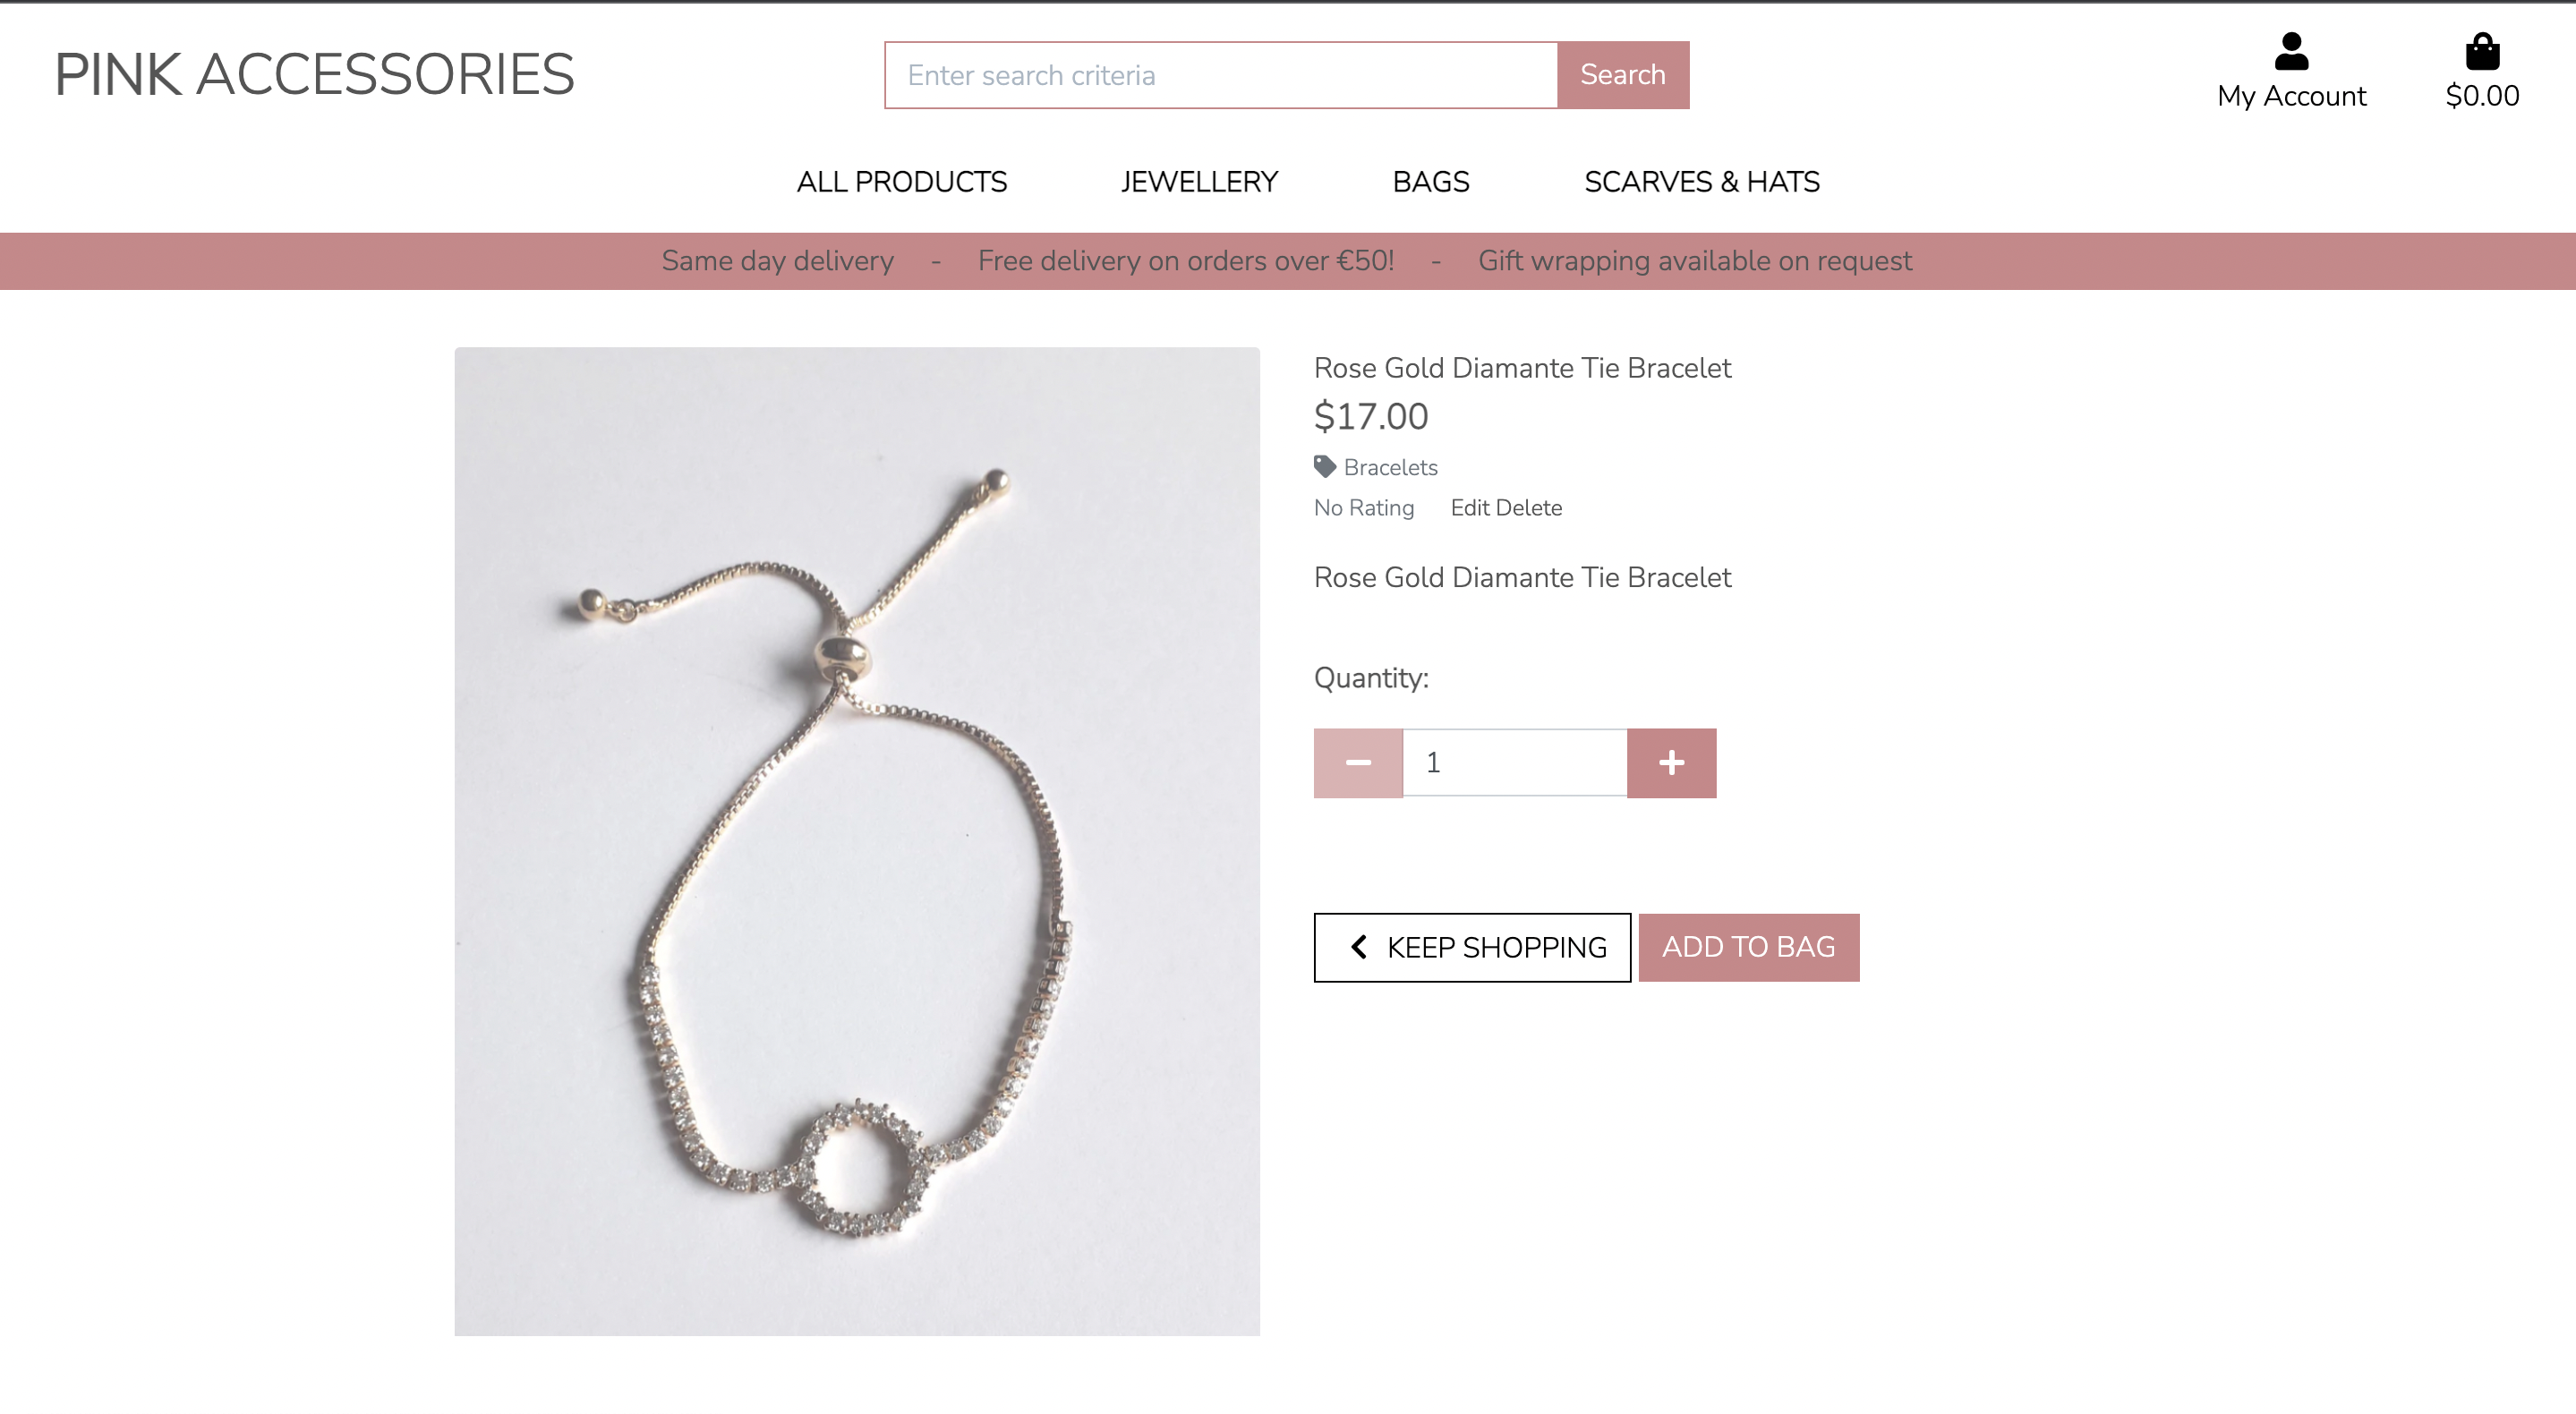 PINK ACCESSORIES
Enter search criteria
Search
My Account
$0.00
ALL PRODUCTS
JEWELLERY
BAGS
SCARVES & HATS
Same day delivery - Free delivery on orders over €50! - Gift wrapping available on request
Rose Gold Diamante Tie Bracelet
$17.00
Bracelets
No Rating Edit Delete
Rose Gold Diamante Tie Bracelet
Quantity:
1
KEEP SHOPPING
ADD TO BAG